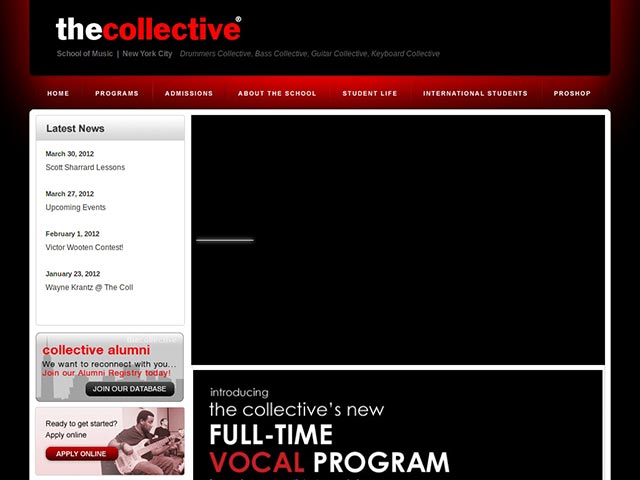 thecollective®
School of Music | New York City Drummers Collective, Bass Collective, Guitar Collective, Keyboard Collective
HOME PROGRAMS ADMISSIONS ABOUT THE SCHOOL STUDENT LIFE INTERNATIONAL STUDENTS PROSHOP
Latest News
March 30, 2012
Scott Sharrard Lessons
March 27, 2012
Upcoming Events
February 1, 2012
Victor Wooten Contest!
January 23, 2012
Wayne Krantz @ The Coll
thecollective
collective alumni
We want to reconnect with you...
Join our Alumni Registry today!
JOIN OUR DATABASE
Ready to get started?
Apply online
APPLY ONLINE
introducing
the collective's new
FULL-TIME
VOCAL PROGRAM